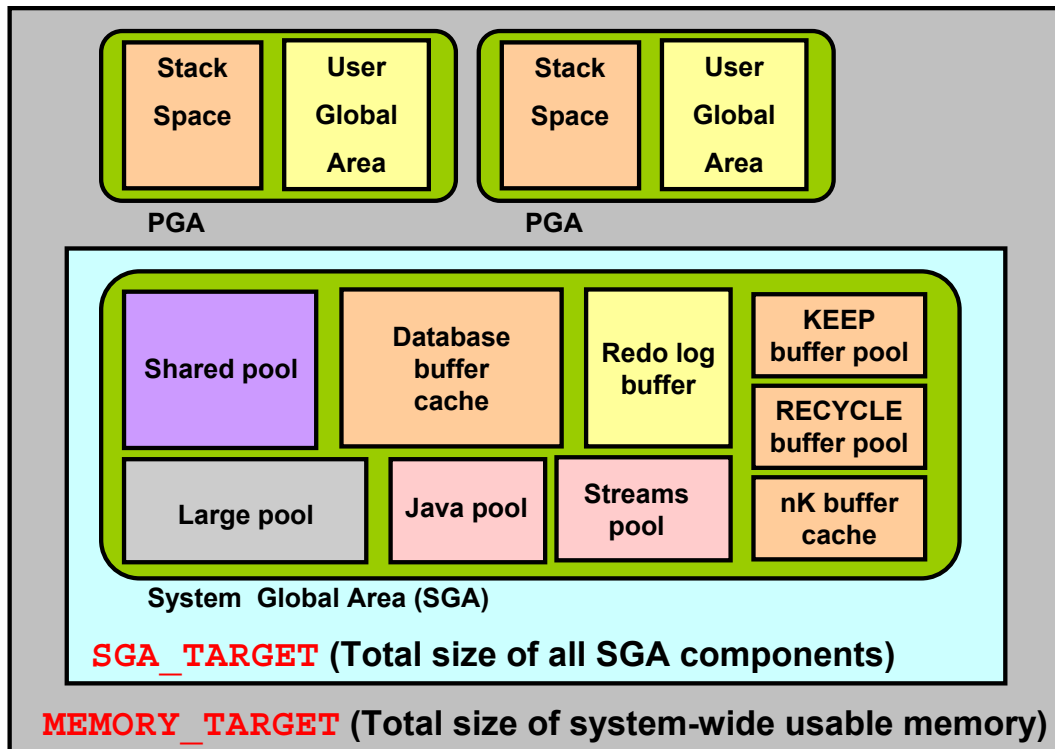 Stack
Space
User
Global
Area
Stack
Space
User
Global
Area
PGA
PGA
Shared pool
Database
buffer
cache
Redo log
buffer
KEEP
buffer pool
RECYCLE
buffer pool
nK buffer
cache
Large pool
Java pool
Streams
pool
System Global Area (SGA)
SGA_TARGET (Total size of all SGA components)
MEMORY_TARGET (Total size of system-wide usable memory)